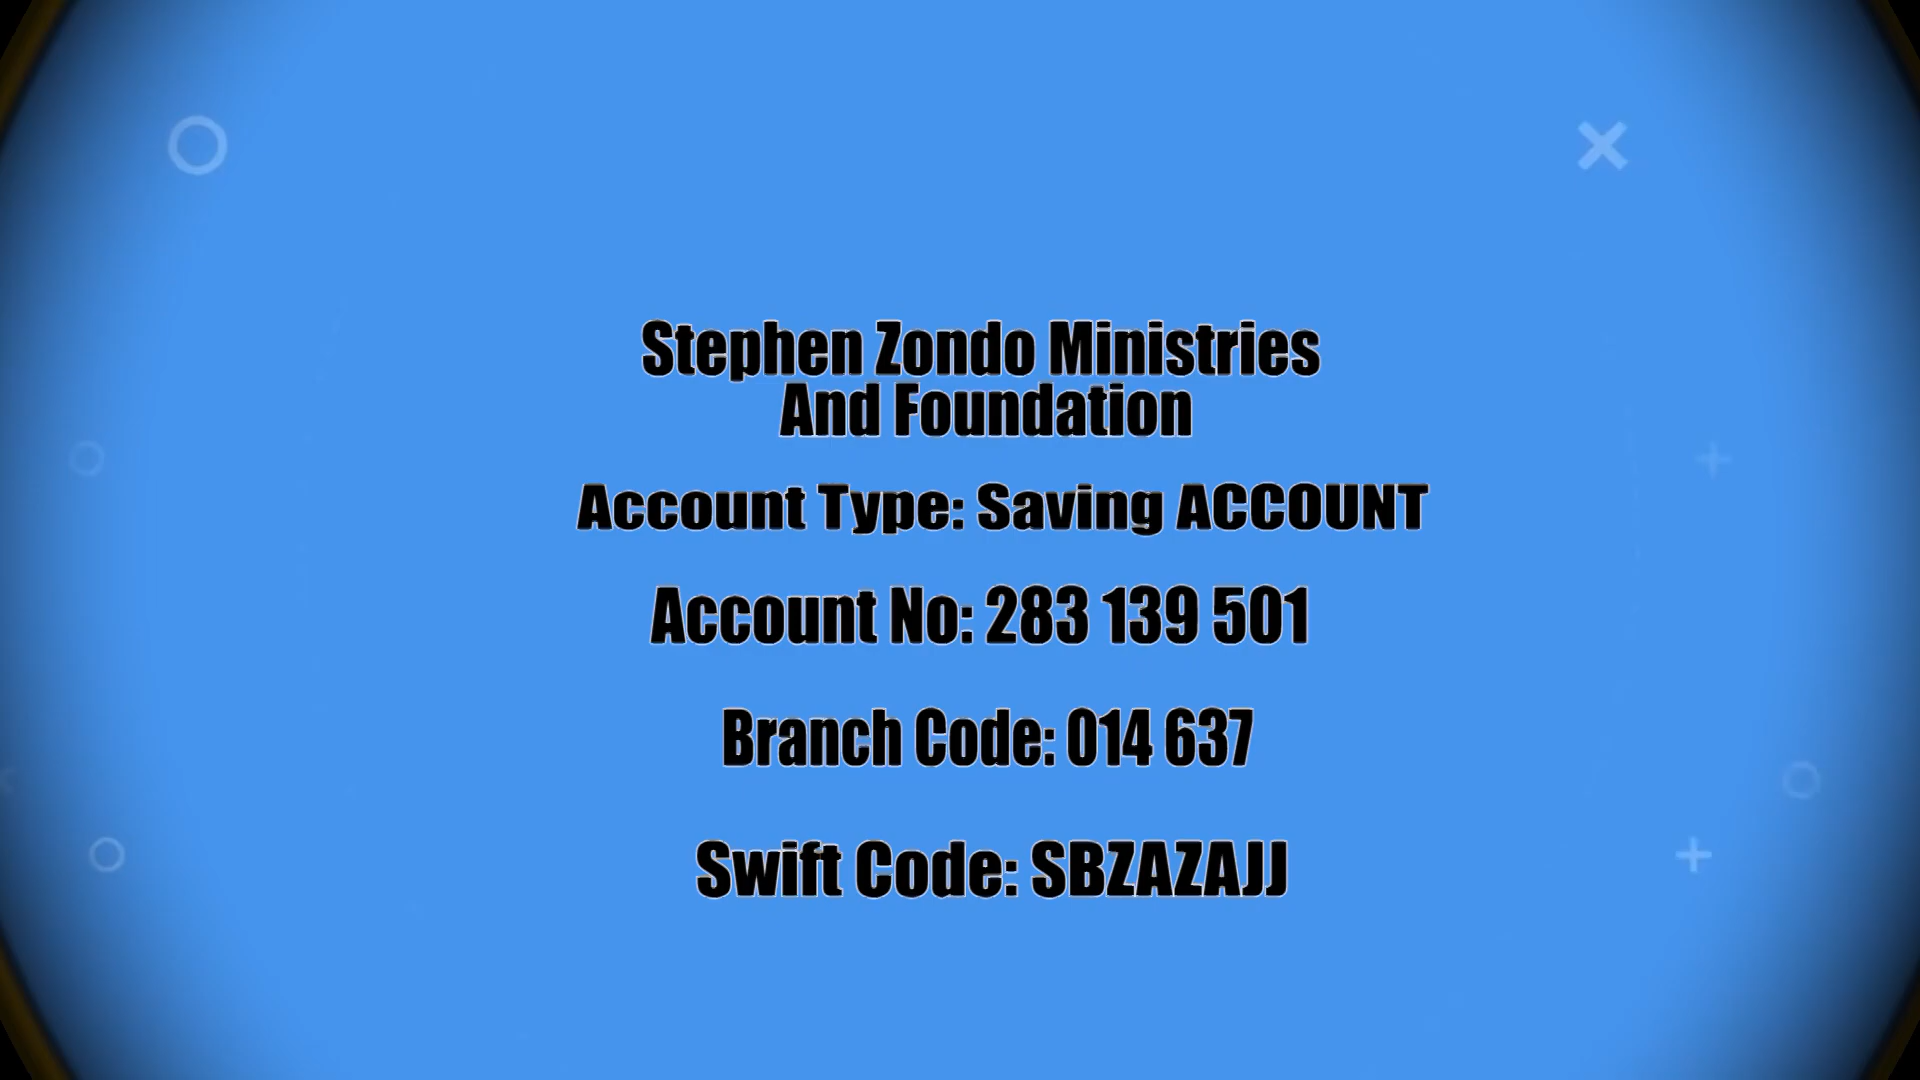 Stephen Zondo Ministries
And Foundation
Account Type: Saving ACCOUNT
Account No: 283 139 501
Branch Code: 014 637
Swift Code: SBZAZAJJ